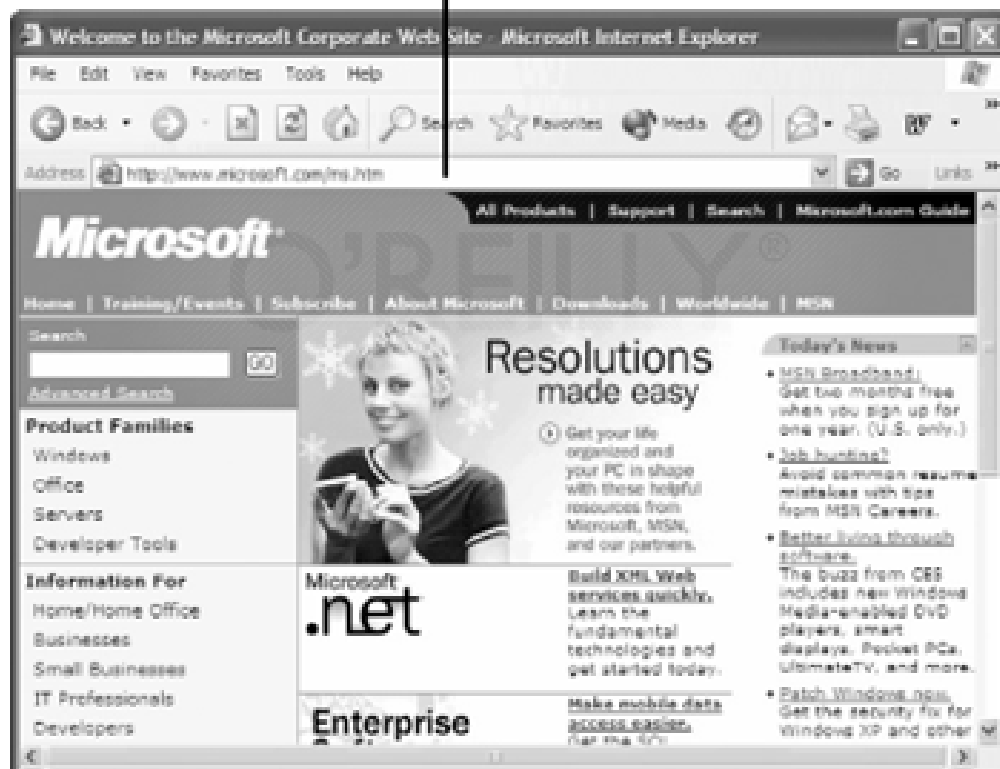 Welcome to the Microsoft Corporate Web Site - Microsoft Internet Explorer
File Edit View Favorites Tools Help
Back Search Favorites Media
Address http://www.microsoft.com/ms.htm Go Links
All Products | Support | Search | Microsoft.com Guide
Microsoft
O'REILLY®
Home | Training/Events | Subscribe | About Microsoft | Downloads | Worldwide | MSN
Search
GO
Advanced Search
Product Families
Windows
Office
Servers
Developer Tools
Information For
Home/Home Office
Businesses
Small Businesses
IT Professionals
Developers
Resolutions
made easy
Get your life
organized and
your PC in shape
with these helpful
resources from
Microsoft, MSN,
and our partners.
Microsoft
.net
Build XML Web
services quickly.
Learn the
fundamental
technologies and
get started today.
Enterprise
Make mobile data
access easier.
Get the SQL
Today's News
MSN Broadband:
Get two months free
when you sign up for
one year. (U.S. only.)
Job hunting?
Avoid common resume
mistakes with tips
from MSN Careers.
Better living through
software.
The buzz from CES
includes new Windows
Media-enabled DVD
players, smart
displays, Pocket PCs,
UltimateTV, and more.
Patch Windows now.
Get the security fix for
Windows XP and other